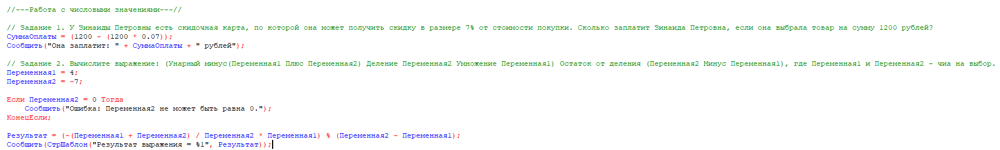 //---Работа с числовыми значениями---//
// Задание 1. У Зинаиды Петровны есть скидочная карта, по которой она может получить скидку в размере 7% от стоимости покупки. Сколько заплатит Зинаида Петровна, если она выбрала товар на сумму 1200 рублей?
СуммаОплаты = (1200 - (1200 * 0.07));
Сообщить("Она заплатит: " + СуммаОплаты + " рублей");
// Задание 2. Вычислите выражение: (Унарный минус(Переменная1 Плюс Переменная2) Деление Переменная2 Умножение Переменная1) Остаток от деления (Переменная2 Минус Переменная1), где Переменная1 и Переменная2 - чиа на выбор.
Переменная1 = 4;
Переменная2 = -7;
Если Переменная2 = 0 Тогда
    Сообщить("Ошибка: Переменная2 не может быть равна 0.");
КонецЕсли;
Результат = (-(Переменная1 + Переменная2) / Переменная2 * Переменная1) % (Переменная2 - Переменная1);
Сообщить(СтрШаблон("Результат выражения = %1", Результат));